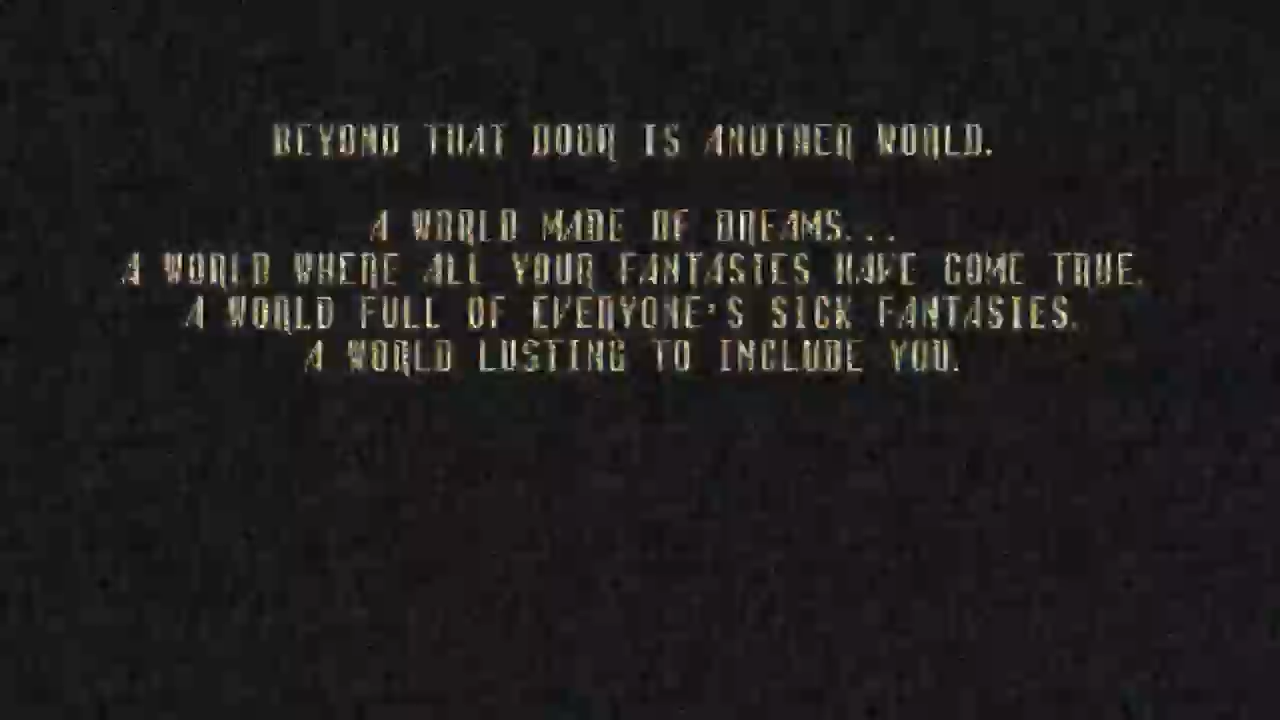 BEYOND THAT DOOR IS ANOTHER WORLD.
A WORLD MADE OF DREAMS...
A WORLD WHERE ALL YOUR FANTASIES HAVE COME TRUE.
A WORLD FULL OF EVERYONE'S SICK FANTASIES.
A WORLD LUSTING TO INCLUDE YOU.